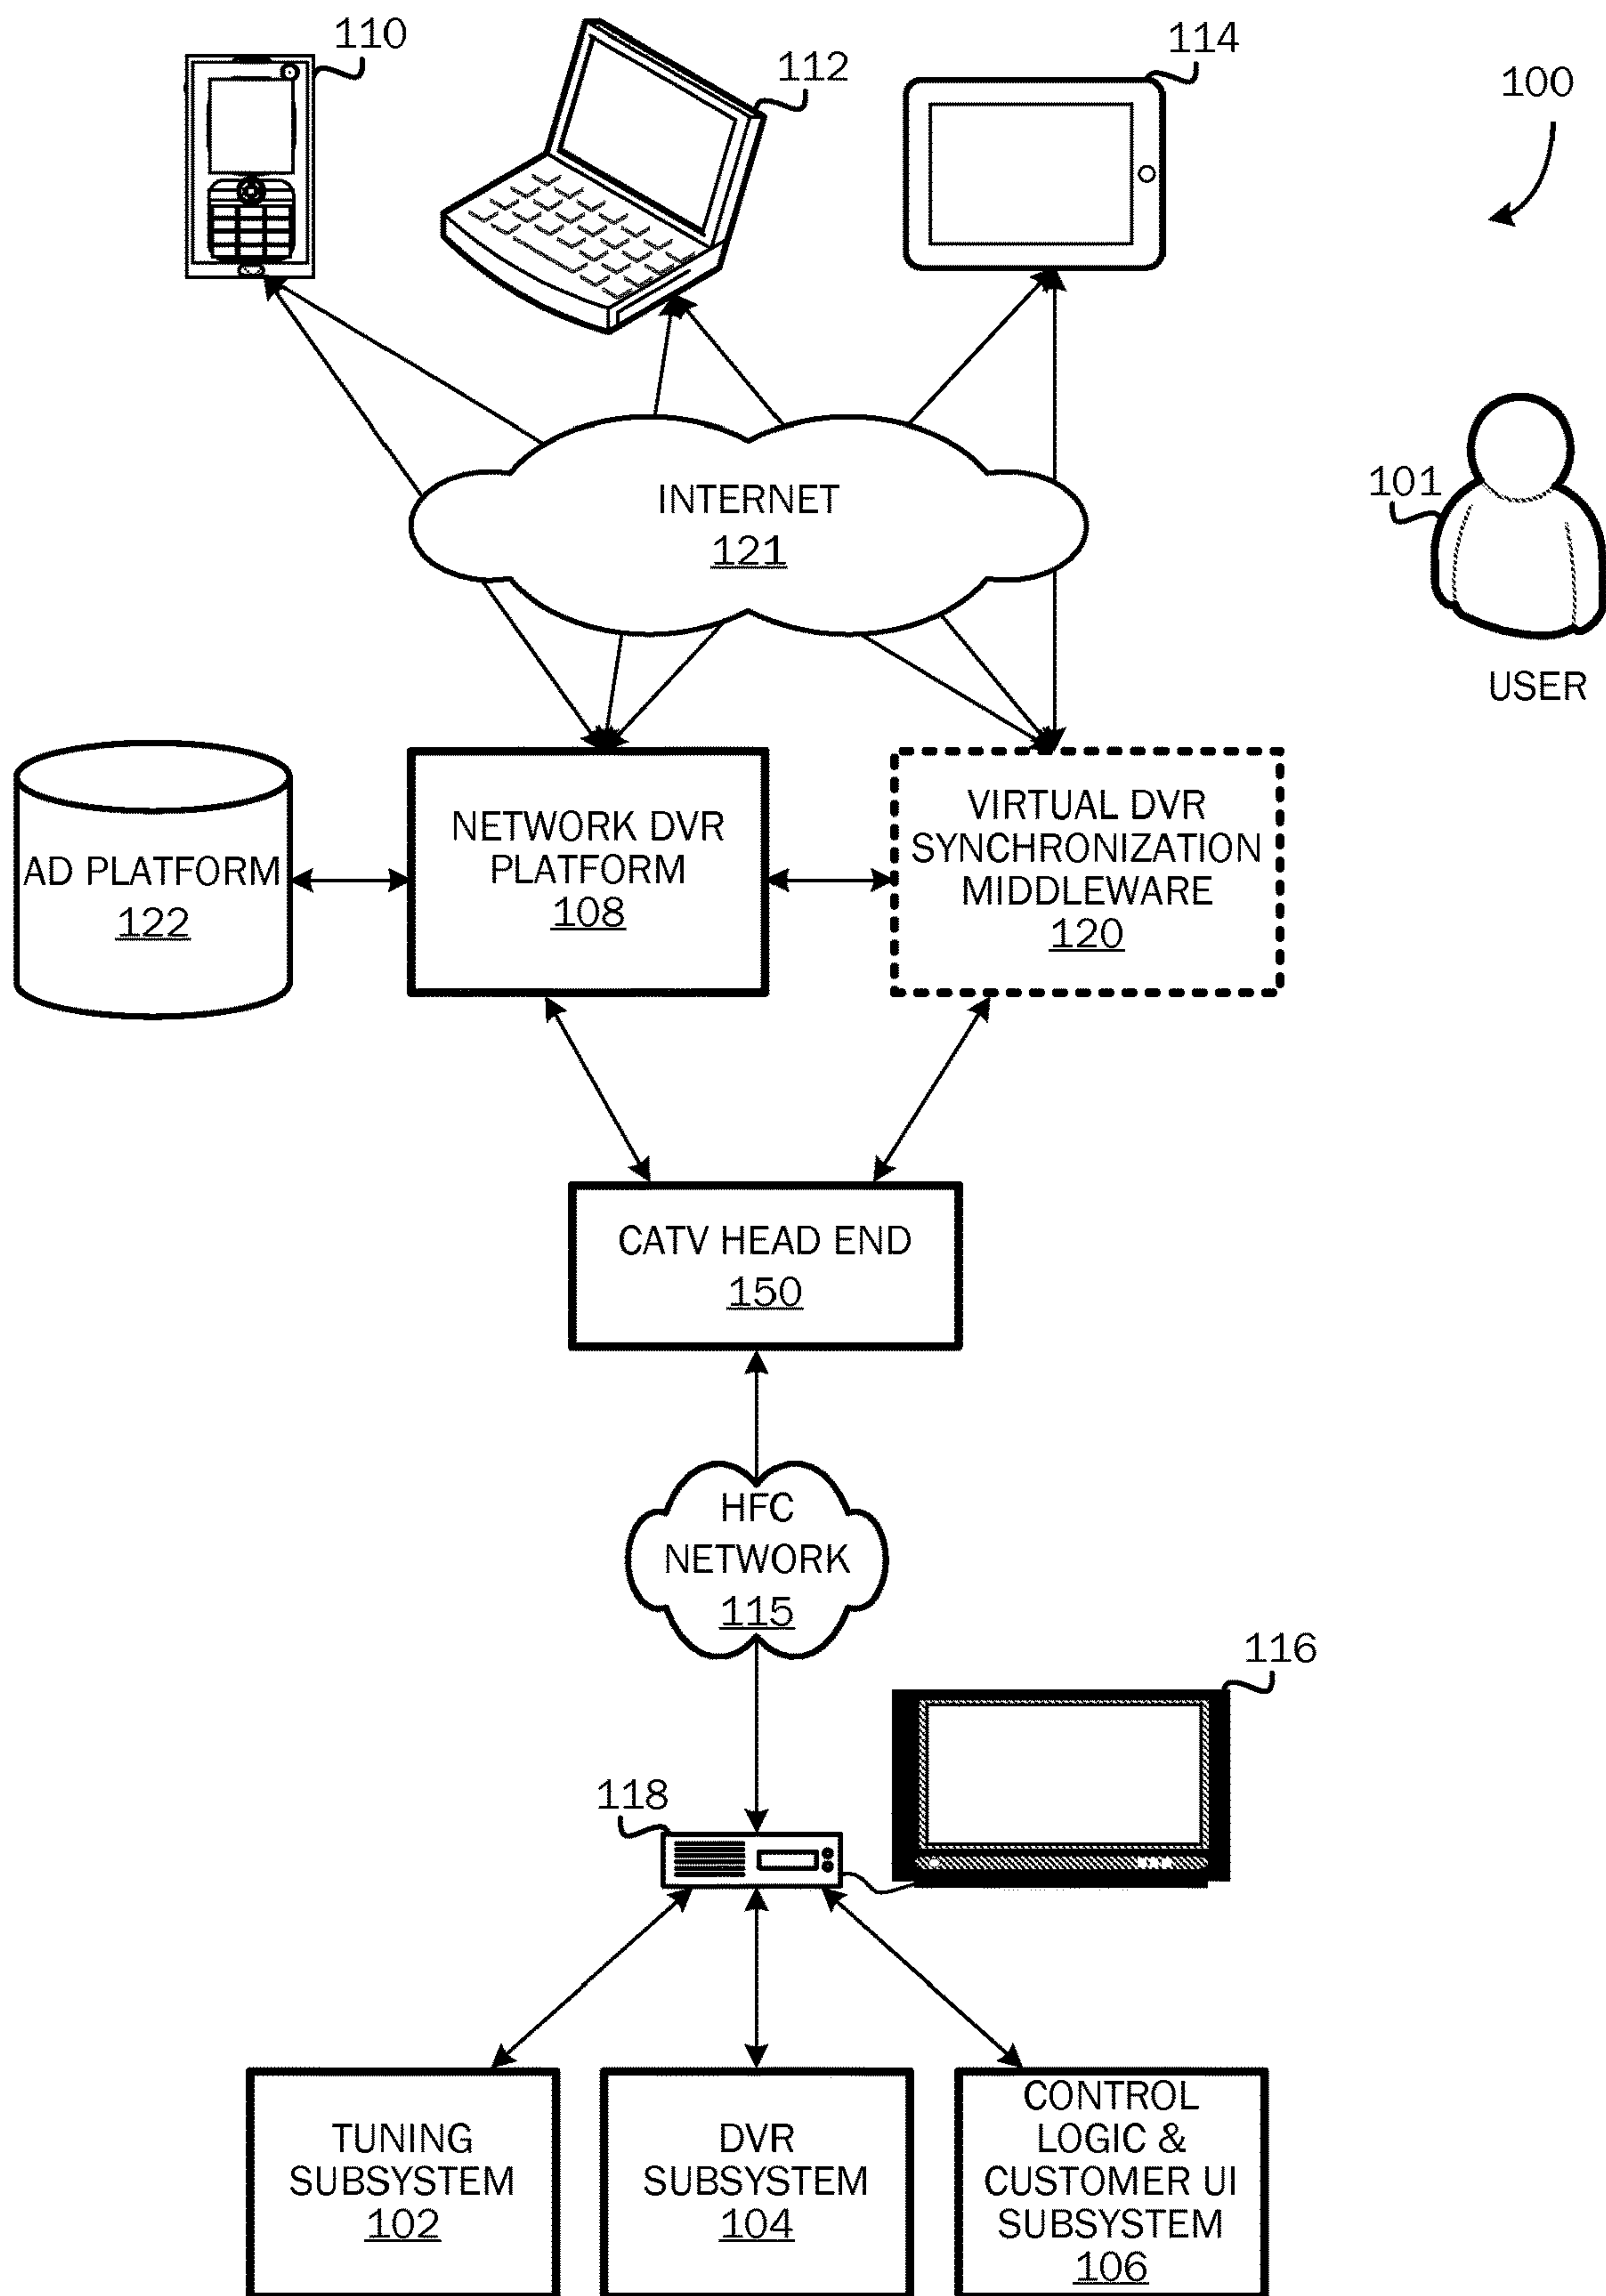 110
112
114
100
INTERNET
121
101
USER
AD PLATFORM
122
NETWORK DVR
PLATFORM
108
VIRTUAL DVR
SYNCHRONIZATION
MIDDLEWARE
120
CATV HEAD END
150
HFC
NETWORK
115
116
118
TUNING
SUBSYSTEM
102
DVR
SUBSYSTEM
104
CONTROL
LOGIC &
CUSTOMER UI
SUBSYSTEM
106